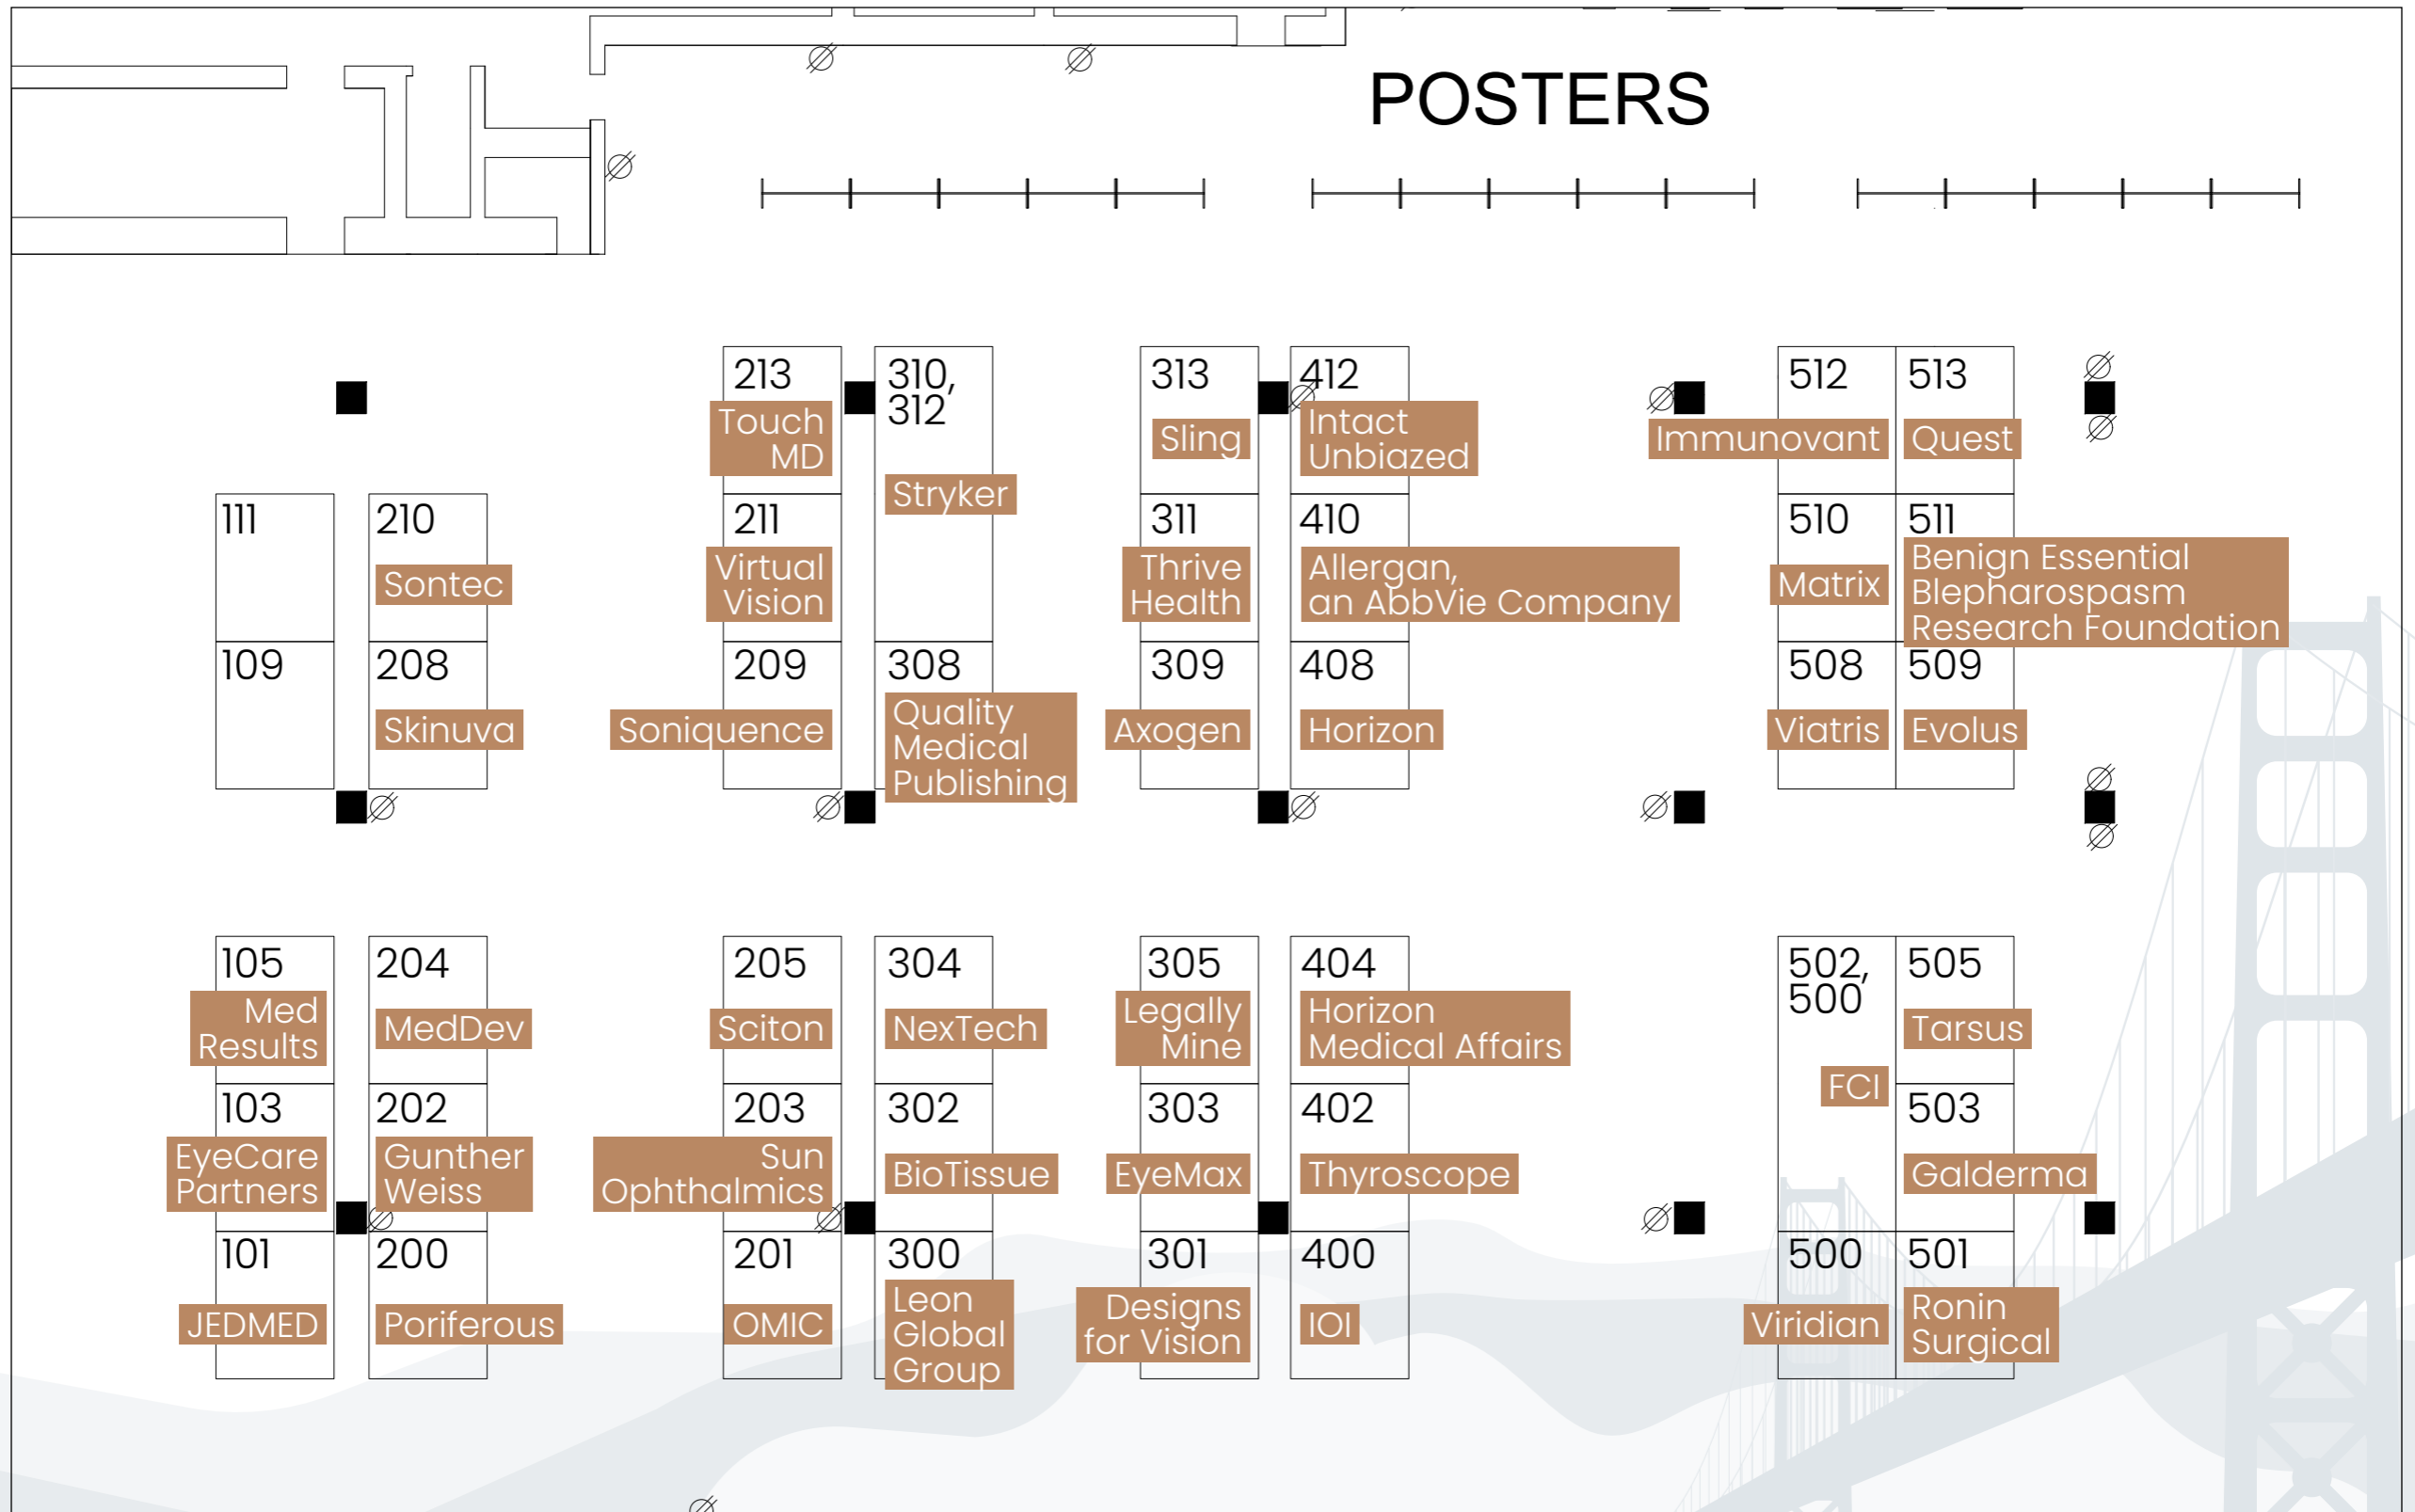 POSTERS
213
Touch
MD
310,
312
Stryker
313
Sling
412
Intact
Unbiazed
512
Immunovant
513
Quest
111
210
Sontec
211
Virtual
Vision
311
Thrive
Health
410
Allergan,
an AbbVie Company
510
Matrix
511
Benign Essential
Blepharospasm
Research Foundation
109
208
Skinuva
209
Soniquence
308
Quality
Medical
Publishing
309
Axogen
408
Horizon
508
Viatris
509
Evolus
105
Med
Results
204
MedDev
205
Sciton
304
NexTech
305
Legally
Mine
404
Horizon
Medical Affairs
502,
500
FCI
505
Tarsus
103
EyeCare
Partners
202
Gunther
Weiss
203
Sun
Ophthalmics
302
BioTissue
303
EyeMax
402
Thyroscope
503
Galderma
101
JEDMED
200
Poriferous
201
OMIC
300
Leon
Global
Group
301
Designs
for Vision
400
IOI
500
Viridian
501
Ronin
Surgical